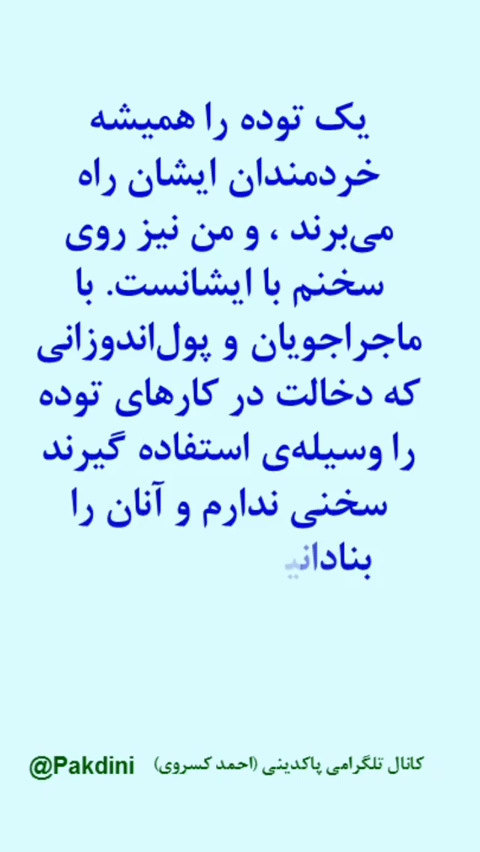 یک توده را همیشه
خردمندان ایشان راه
می‌برند ، و من نیز روی
سخنم با ایشانست. با
ماجراجویان و پول‌اندوزانی
که دخالت در کارهای توده
را وسیله‌ی استفاده گیرند
سخنی ندارم و آنان را
بنادانی
کانال تلگرامی پاکدینی (احمد کسروی) @Pakdini